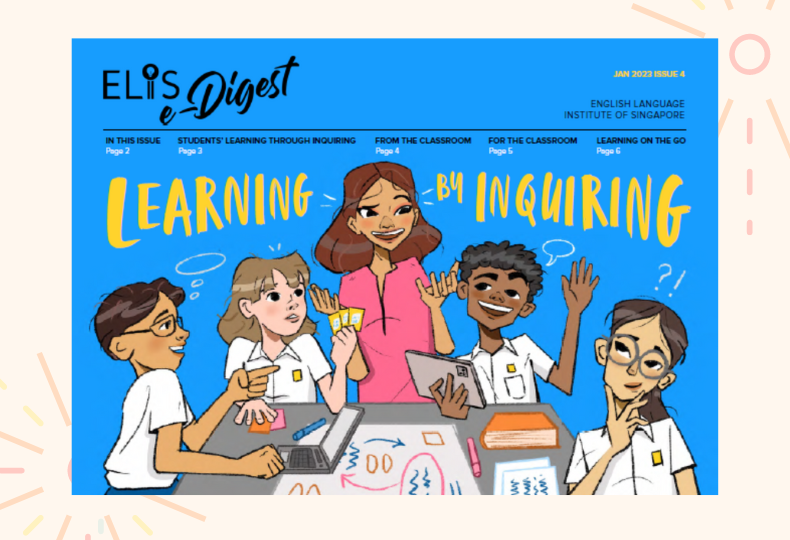 ELIS
e-Digest
JAN 2023 ISSUE 4
ENGLISH LANGUAGE
INSTITUTE OF SINGAPORE
IN THIS ISSUE
Page 2
STUDENTS' LEARNING THROUGH INQUIRING
Page 3
FROM THE CLASSROOM
Page 4
FOR THE CLASSROOM
Page 5
LEARNING ON THE GO
Page 6
LEARNING BY INQUIRING
?!